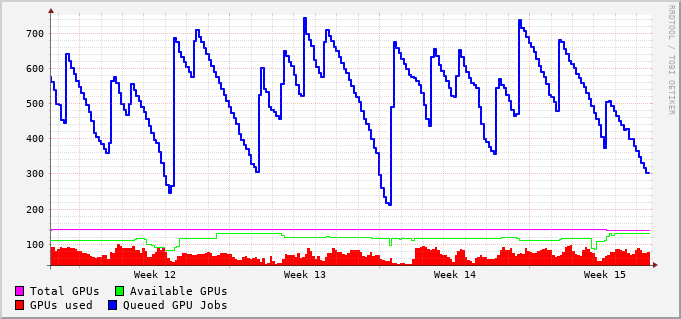 700
600
500
400
300
200
100
Week 12 Week 13 Week 14 Week 15
Total GPUs Available GPUs
GPUs used Queued GPU Jobs
RRDTOOL / TOBI OETIKER